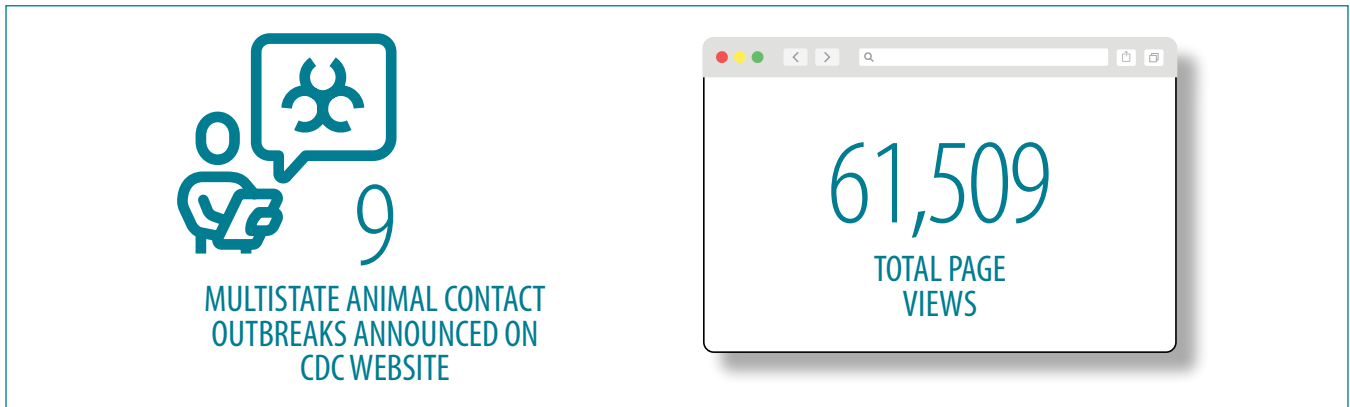 9
MULTISTATE ANIMAL CONTACT
OUTBREAKS ANNOUNCED ON
CDC WEBSITE
61,509
TOTAL PAGE
VIEWS